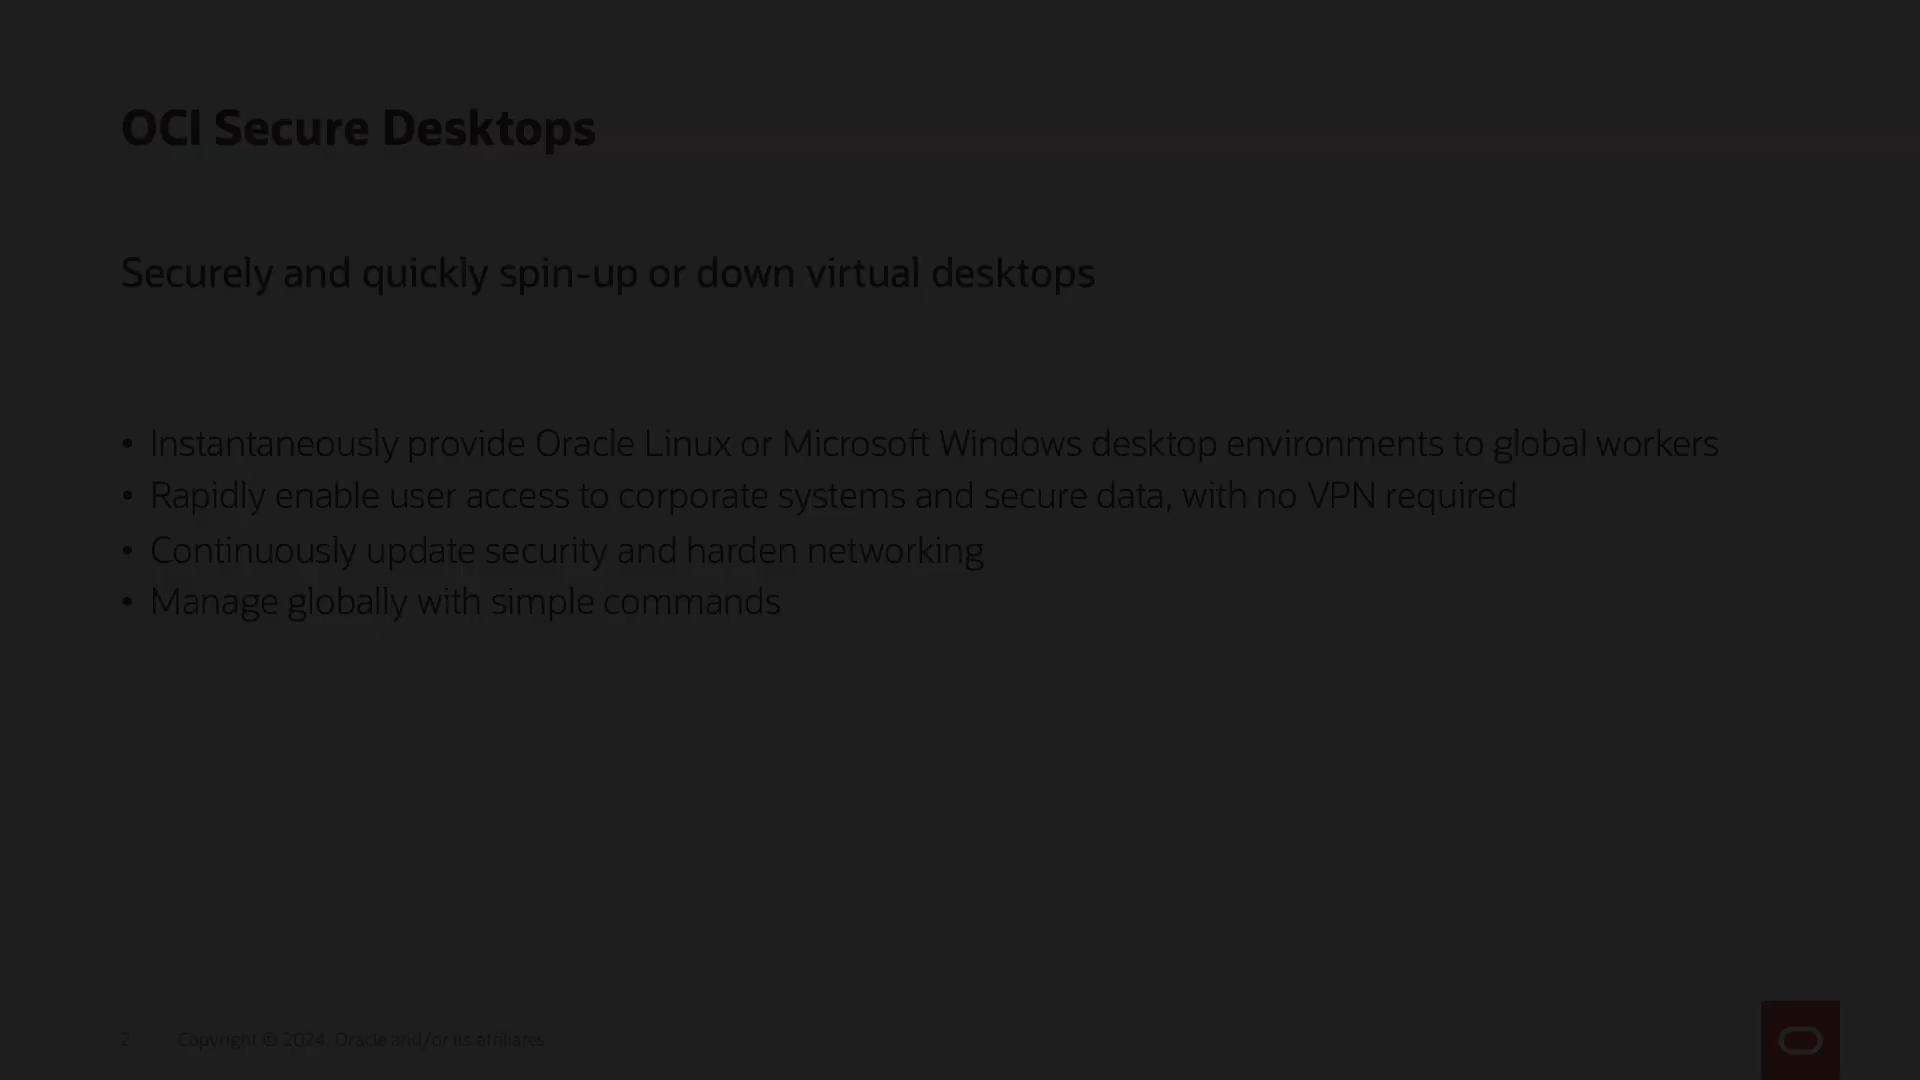 OCI Secure Desktops
Securely and quickly spin-up or down virtual desktops
• Instantaneously provide Oracle Linux or Microsoft Windows desktop environments to global workers
• Rapidly enable user access to corporate systems and secure data, with no VPN required
• Continuously update security and harden networking
• Manage globally with simple commands
2 Copyright © 2024, Oracle and/or its affiliates